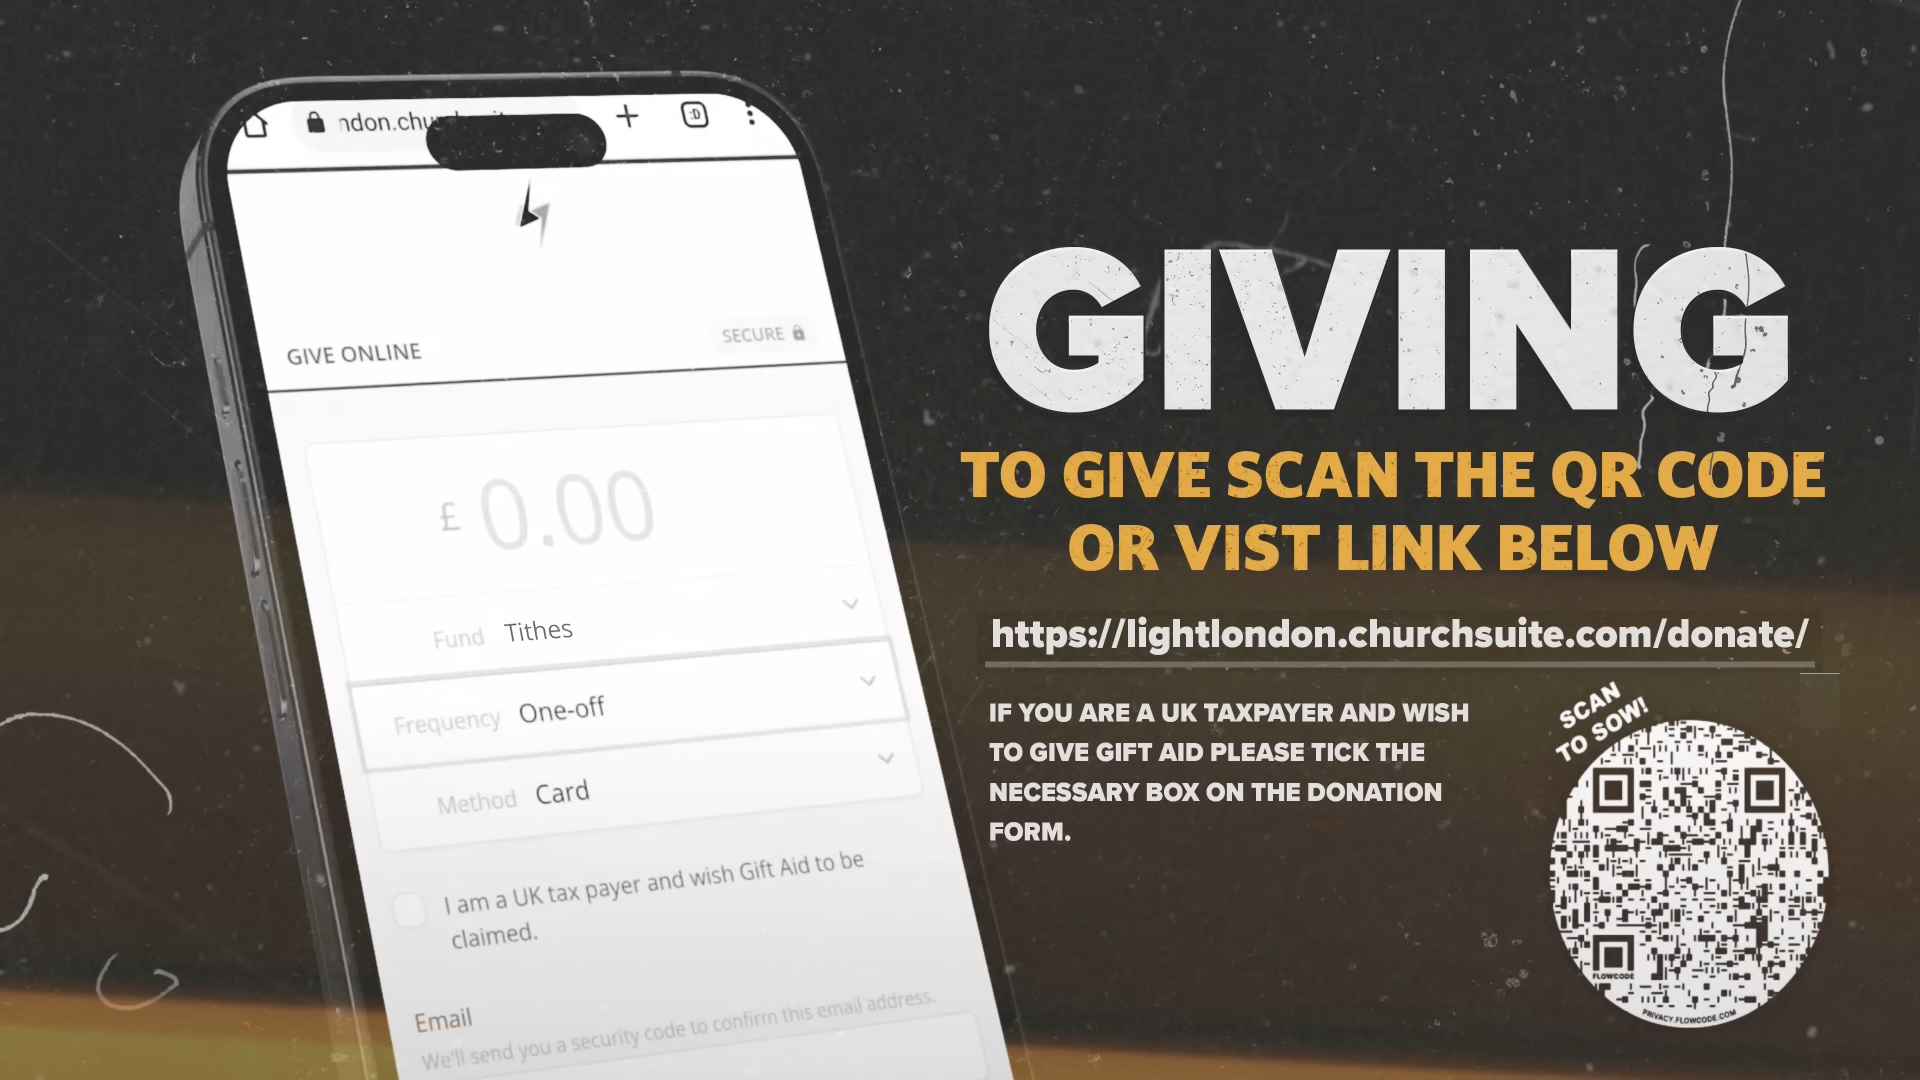 ndon.chu
:D
GIVE ONLINE
SECURE
£ 0.00
Fund Tithes
Frequency One-off
Method Card
I am a UK tax payer and wish Gift Aid to be
claimed.
Email
We'll send you a security code to confirm this email address.
GIVING
TO GIVE SCAN THE QR CODE
OR VIST LINK BELOW
https://lightlondon.churchsuite.com/donate/
IF YOU ARE A UK TAXPAYER AND WISH
TO GIVE GIFT AID PLEASE TICK THE
NECESSARY BOX ON THE DONATION
FORM.
SCAN
TO SOW!
FLOWCODE
PRIVACY.FLOWCODE.COM